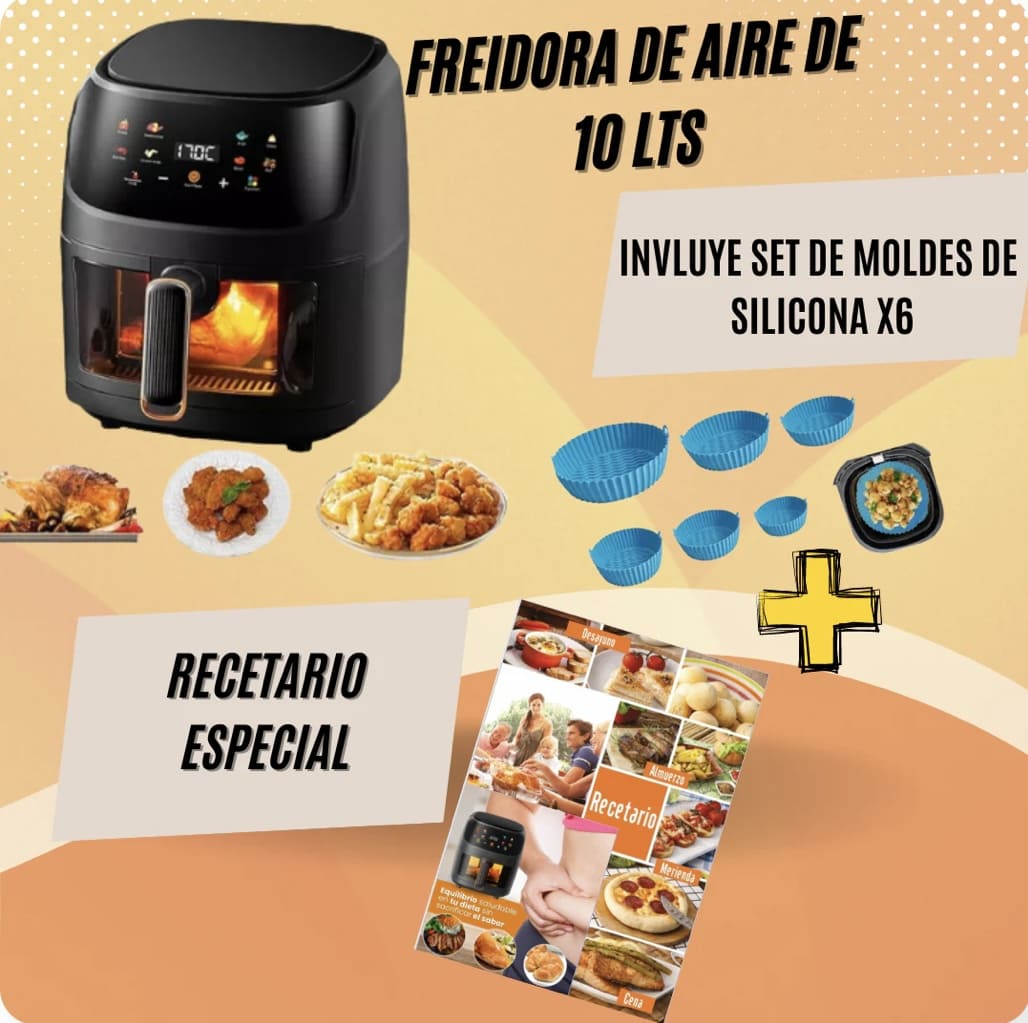 FREIDORA DE AIRE DE
10 LTS
170C
INVLUYE SET DE MOLDES DE
SILICONA X6
RECETARIO
ESPECIAL
Desayuno
Almuerzo
Recetario
Merienda
Equilibrio saludable
en tu dieta sin
sacrificar el sabor
Cena